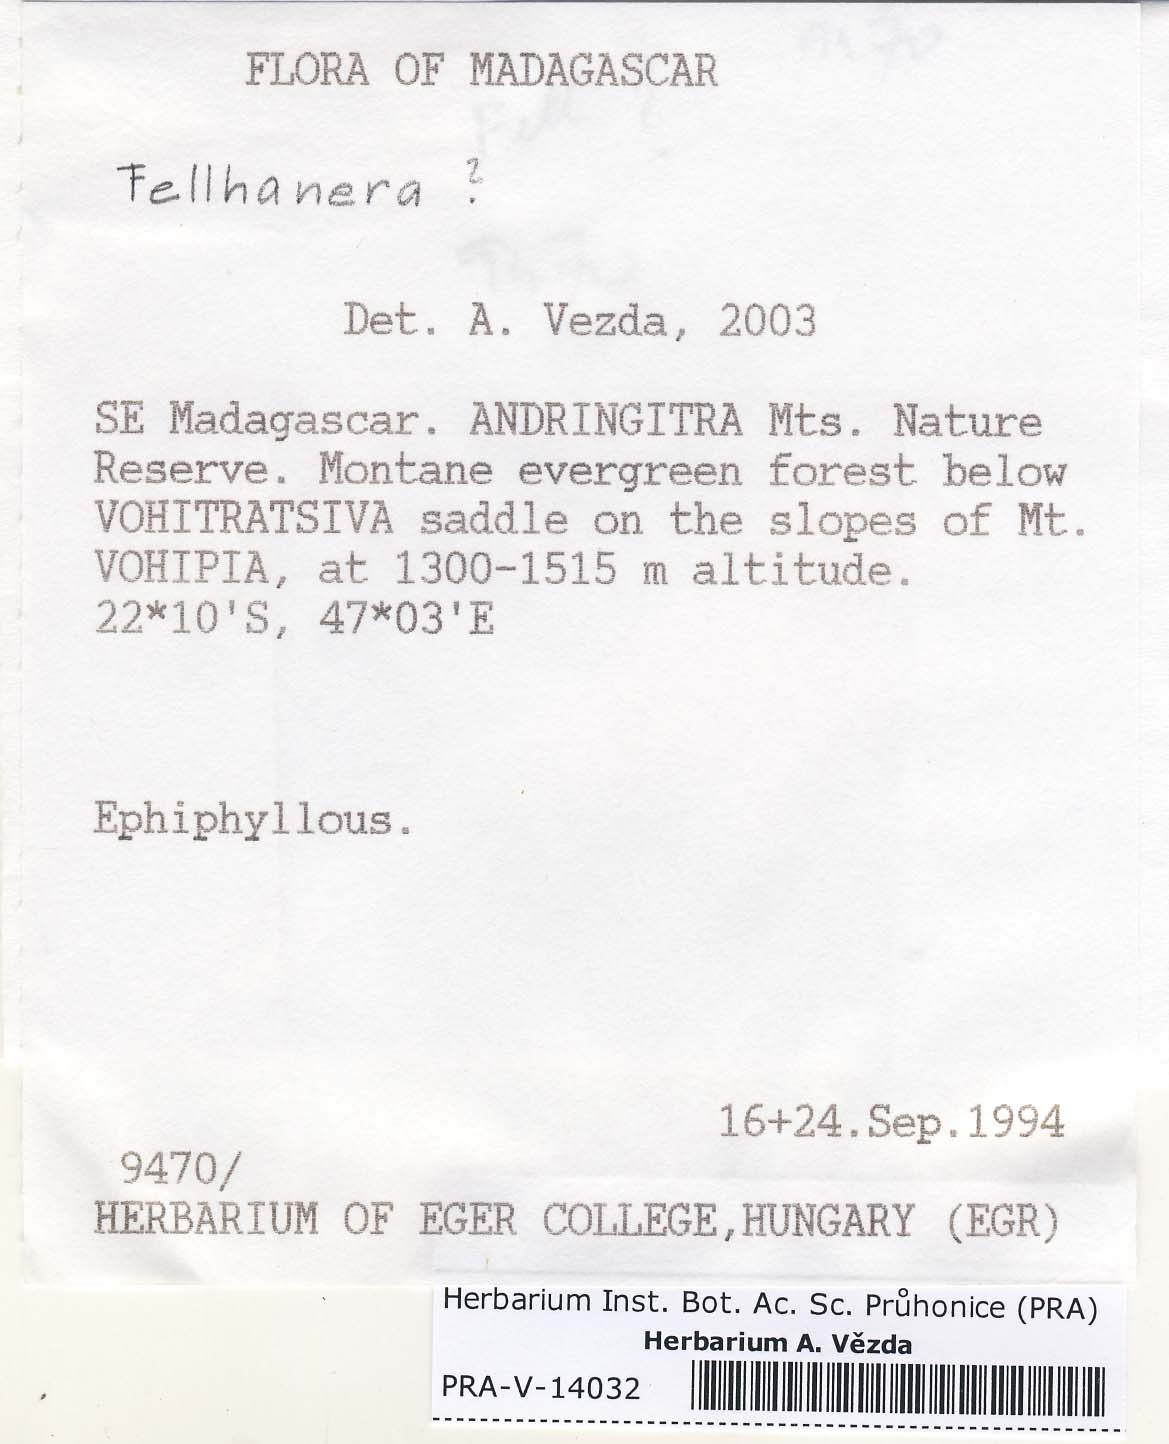 FLORA OF MADAGASCAR
Fellhanera ?
Det. A. Vezda, 2003
SE Madagascar. ANDRINGITRA Mts. Nature
Reserve. Montane evergreen forest below
VOHITRATSIVA saddle on the slopes of Mt.
VOHIPIA, at 1300-1515 m altitude.
22*10'S, 47*03'E
Ephiphyllous.
16+24.Sep.1994
9470/
HERBARIUM OF EGER COLLEGE,HUNGARY (EGR)
Herbarium Inst. Bot. Ac. Sc. Průhonice (PRA)
Herbarium A. Vězda
PRA-V-14032